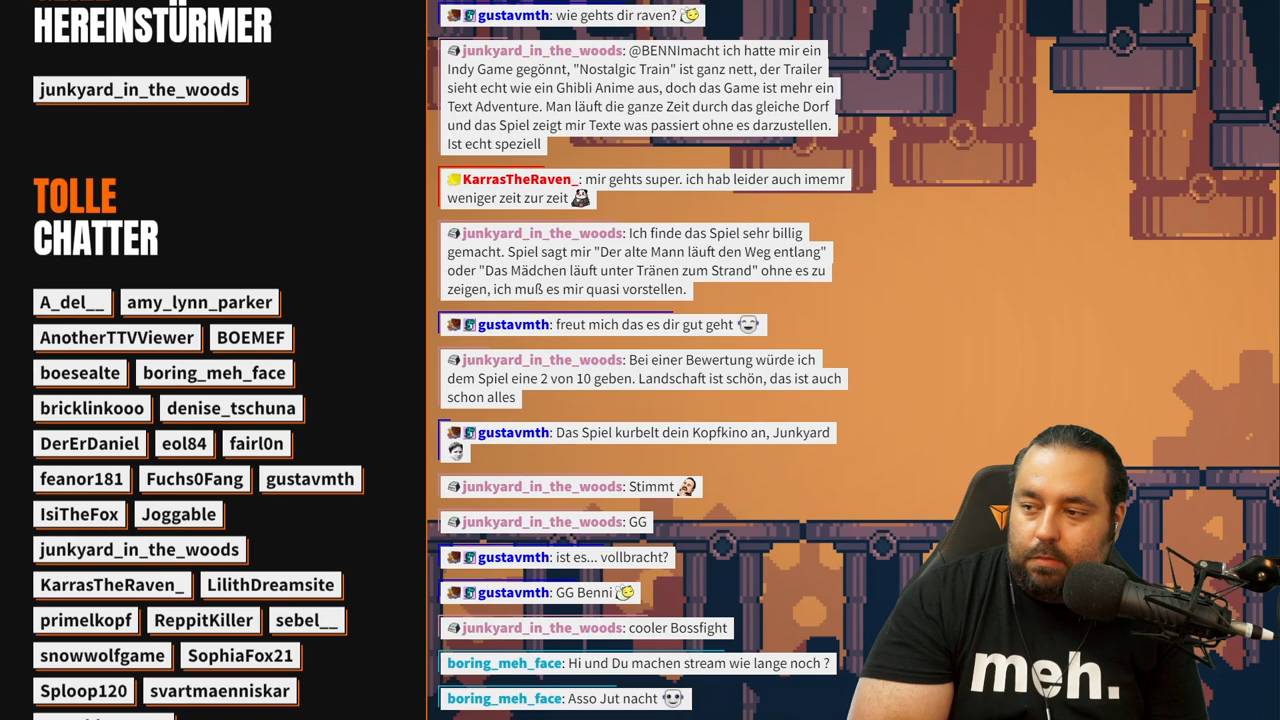 HEREINSTÜRMER
junkyard_in_the_woods
TOLLE
CHATTER
A_del__ amy_lynn_parker
AnotherTTVViewer BOEMEF
boesealte boring_meh_face
bricklinkooo denise_tschuna
DerErDaniel eol84 fairl0n
feanor181 Fuchs0Fang gustavmth
IsiTheFox Joggable
junkyard_in_the_woods
KarrasTheRaven_ LilithDreamsite
primelkopf ReppitKiller sebel__
snowwolfgame SophiaFox21
Sploop120 svartmaenniskar
gustavmth: wie gehts dir raven?
junkyard_in_the_woods: @BENNImacht ich hatte mir ein
Indy Game gegönnt, "Nostalgic Train" ist ganz nett, der Trailer
sieht echt wie ein Ghibli Anime aus, doch das Game ist mehr ein
Text Adventure. Man läuft die ganze Zeit durch das gleiche Dorf
und das Spiel zeigt mir Texte was passiert ohne es darzustellen.
Ist echt speziell
KarrasTheRaven_: mir gehts super. ich hab leider auch imemr
weniger zeit zur zeit
junkyard_in_the_woods: Ich finde das Spiel sehr billig
gemacht. Spiel sagt mir "Der alte Mann läuft den Weg entlang"
oder "Das Mädchen läuft unter Tränen zum Strand" ohne es zu
zeigen, ich muß es mir quasi vorstellen.
gustavmth: freut mich das es dir gut geht
junkyard_in_the_woods: Bei einer Bewertung würde ich
dem Spiel eine 2 von 10 geben. Landschaft ist schön, das ist auch
schon alles
gustavmth: Das Spiel kurbelt dein Kopfkino an, Junkyard
junkyard_in_the_woods: Stimmt
junkyard_in_the_woods: GG
gustavmth: ist es... vollbracht?
gustavmth: GG Benni
junkyard_in_the_woods: cooler Bossfight
boring_meh_face: Hi und Du machen stream wie lange noch ?
boring_meh_face: Asso Jut nacht
meh.